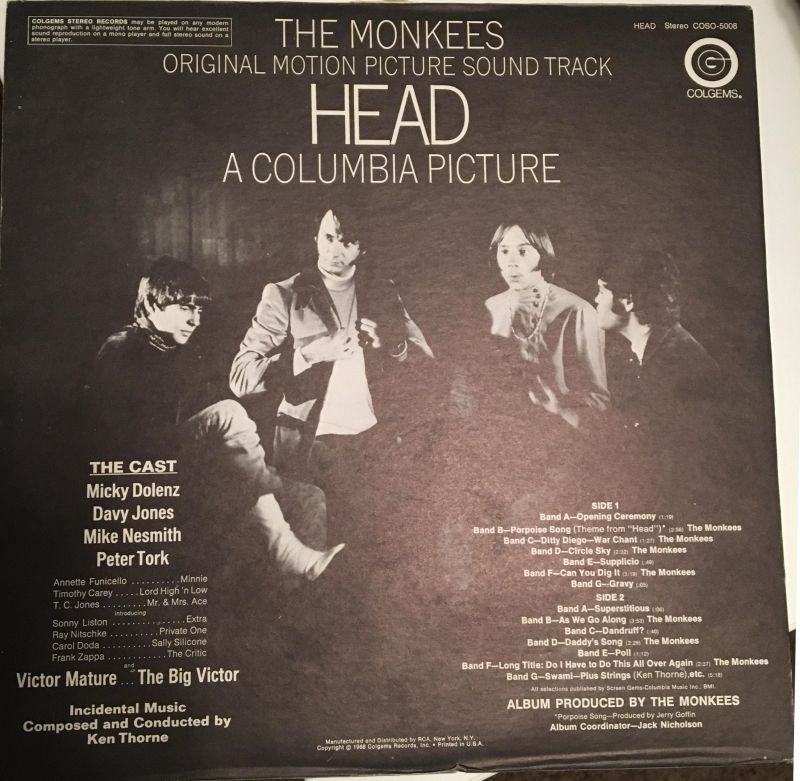 COLGEMS STEREO RECORDS may be played on any modern
phonograph with a lightweight tone arm. You will hear excellent
sound reproduction on a mono player and full stereo sound on a
stereo player.
HEAD Stereo COSO-5008
COLGEMS®
THE MONKEES
ORIGINAL MOTION PICTURE SOUND TRACK
HEAD
A COLUMBIA PICTURE
THE CAST
Micky Dolenz
Davy Jones
Mike Nesmith
Peter Tork
Annette Funicello ..........Minnie
Timothy Carey .....Lord High 'n Low
T. C. Jones .........Mr. & Mrs. Ace
introducing
Sonny Liston ...............Extra
Ray Nitschke ..........Private One
Carol Doda ...........Sally Silicone
Frank Zappa ............The Critic
and
Victor Mature ... The Big Victor
Incidental Music
Composed and Conducted by
Ken Thorne
SIDE 1
Band A—Opening Ceremony (1:19)
Band B—Porpoise Song (Theme from "Head")* (2:56) The Monkees
Band C—Ditty Diego—War Chant (1:27) The Monkees
Band D—Circle Sky (2:32) The Monkees
Band E—Supplicio (:49)
Band F—Can You Dig It (3:19) The Monkees
Band G—Gravy (:05)
SIDE 2
Band A—Superstitious (:06)
Band B—As We Go Along (3:53) The Monkees
Band C—Dandruff? (:40)
Band D—Daddy's Song (2:28) The Monkees
Band E—Poll (1:12)
Band F—Long Title: Do I Have to Do This All Over Again (2:37) The Monkees
Band G—Swami—Plus Strings (Ken Thorne),etc. (5:18)
All selections published by Screen Gems-Columbia Music Inc., BMI.
ALBUM PRODUCED BY THE MONKEES
*Porpoise Song—Produced by Jerry Goffin
Album Coordinator—Jack Nicholson
Manufactured and Distributed by RCA, New York, N.Y.
Copyright © 1968 Colgems Records, Inc. • Printed in U.S.A.